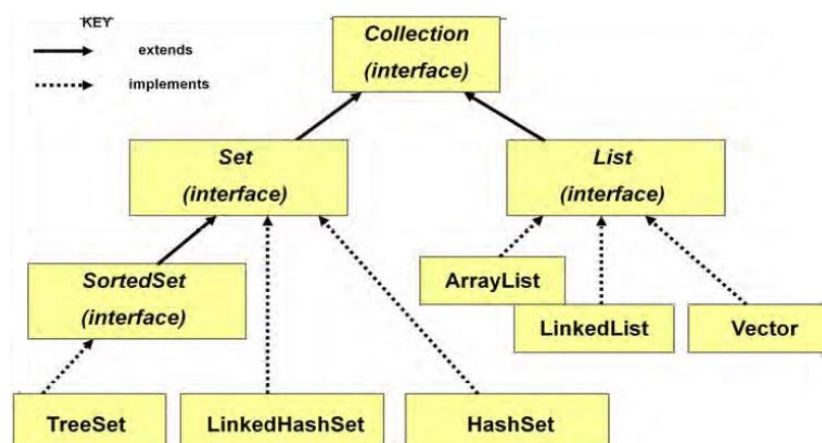 KEY
extends
implements
Collection
(interface)
Set
(interface)
List
(interface)
SortedSet
(interface)
ArrayList
LinkedList
Vector
TreeSet
LinkedHashSet
HashSet